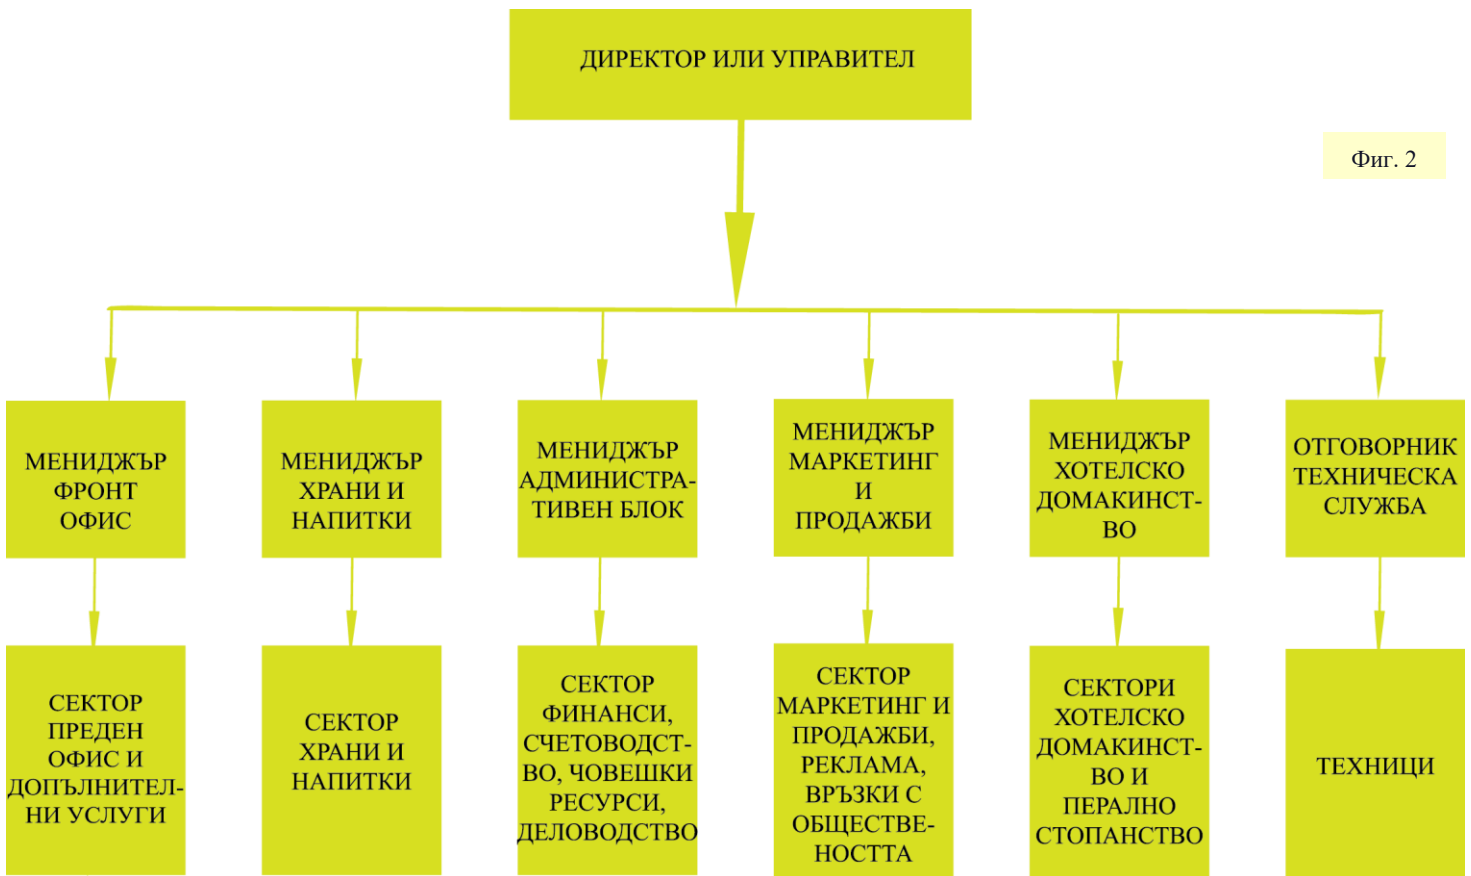 ДИРЕКТОР ИЛИ УПРАВИТЕЛ
Фиг. 2
МЕНИДЖЪР
ФРОНТ
ОФИС
МЕНИДЖЪР
ХРАНИ И
НАПИТКИ
МЕНИДЖЪР
АДМИНИСТРА-
ТИВЕН БЛОК
МЕНИДЖЪР
МАРКЕТИНГ
И
ПРОДАЖБИ
МЕНИДЖЪР
ХОТЕЛСКО
ДОМАКИНСТ-
ВО
ОТГОВОРНИК
ТЕХНИЧЕСКА
СЛУЖБА
СЕКТОР
ПРЕДЕН
ОФИС И
ДОПЪЛНИТЕЛ-
НИ УСЛУГИ
СЕКТОР
ХРАНИ И
НАПИТКИ
СЕКТОР
ФИНАНСИ,
СЧЕТОВОДСТ-
ВО, ЧОВЕШКИ
РЕСУРСИ,
ДЕЛОВОДСТВО
СЕКТОР
МАРКЕТИНГ И
ПРОДАЖБИ,
РЕКЛАМА,
ВРЪЗКИ С
ОБЩЕСТВЕ-
НОСТТА
СЕКТОРИ
ХОТЕЛСКО
ДОМАКИНСТ-
ВО И
ПЕРАЛНО
СТОПАНСТВО
ТЕХНИЦИ